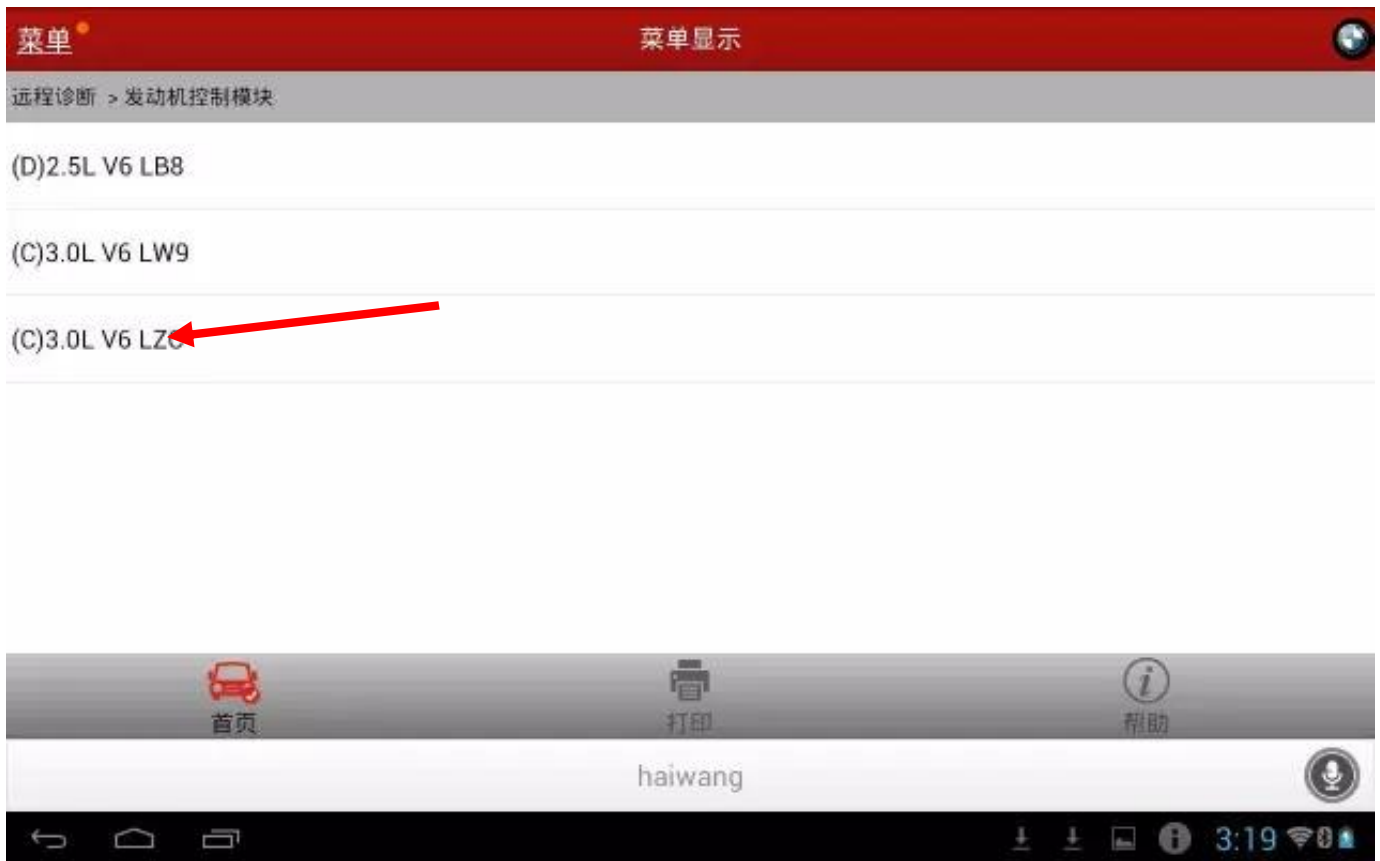 菜单
菜单显示
远程诊断 > 发动机控制模块
(D)2.5L V6 LB8
(C)3.0L V6 LW9
(C)3.0L V6
首页
打印
帮助
haiwang
3:19